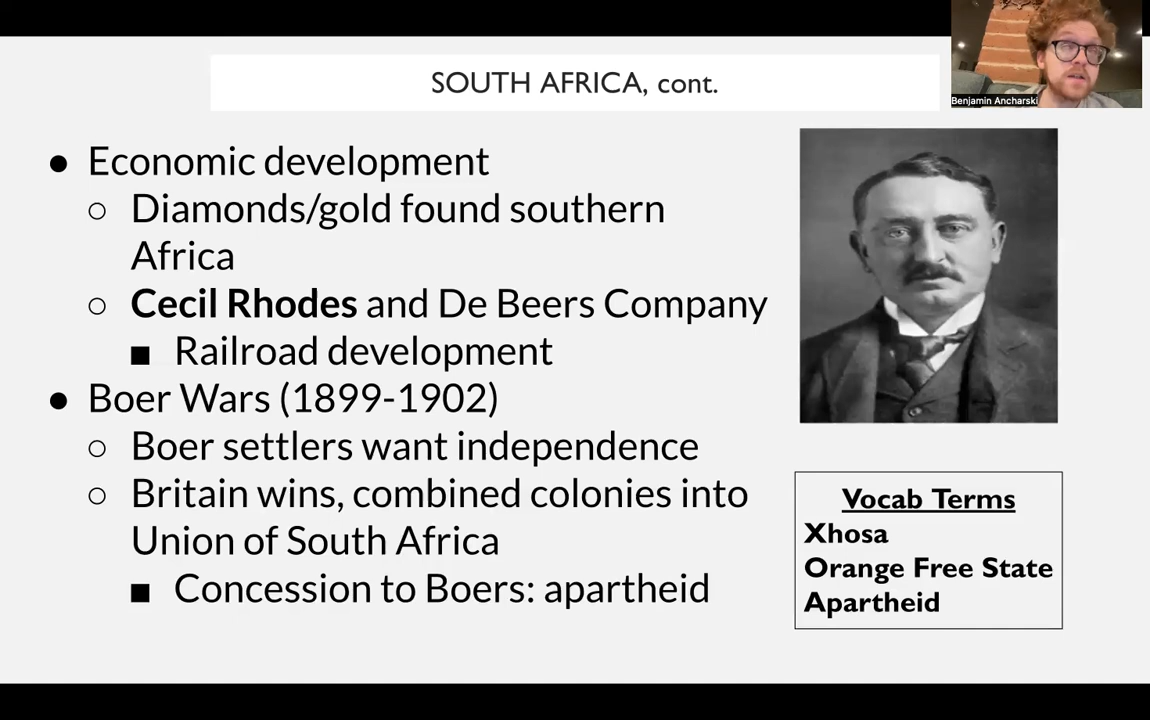 SOUTH AFRICA, cont.
Benjamin Ancharski
● Economic development
○ Diamonds/gold found southern
Africa
○ Cecil Rhodes and De Beers Company
■ Railroad development
● Boer Wars (1899-1902)
○ Boer settlers want independence
○ Britain wins, combined colonies into
Union of South Africa
■ Concession to Boers: apartheid
Vocab Terms
Xhosa
Orange Free State
Apartheid